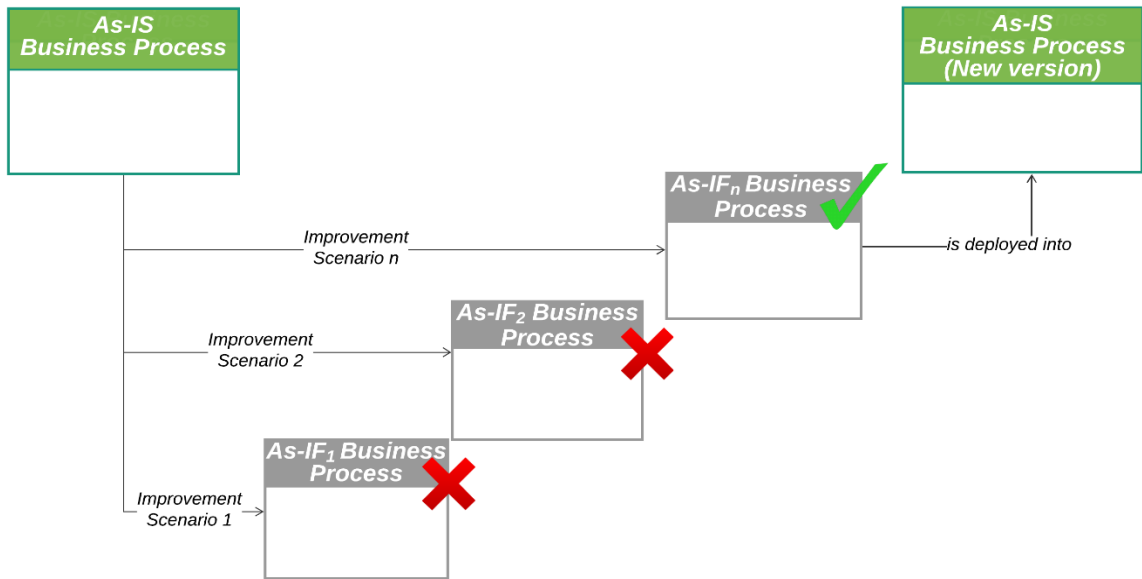 As-IS
Business Process
As-IS
Business Process
(New version)
As-IFn Business
Process
Improvement
Scenario n
is deployed into
As-IF2 Business
Process
Improvement
Scenario 2
As-IF1 Business
Process
Improvement
Scenario 1